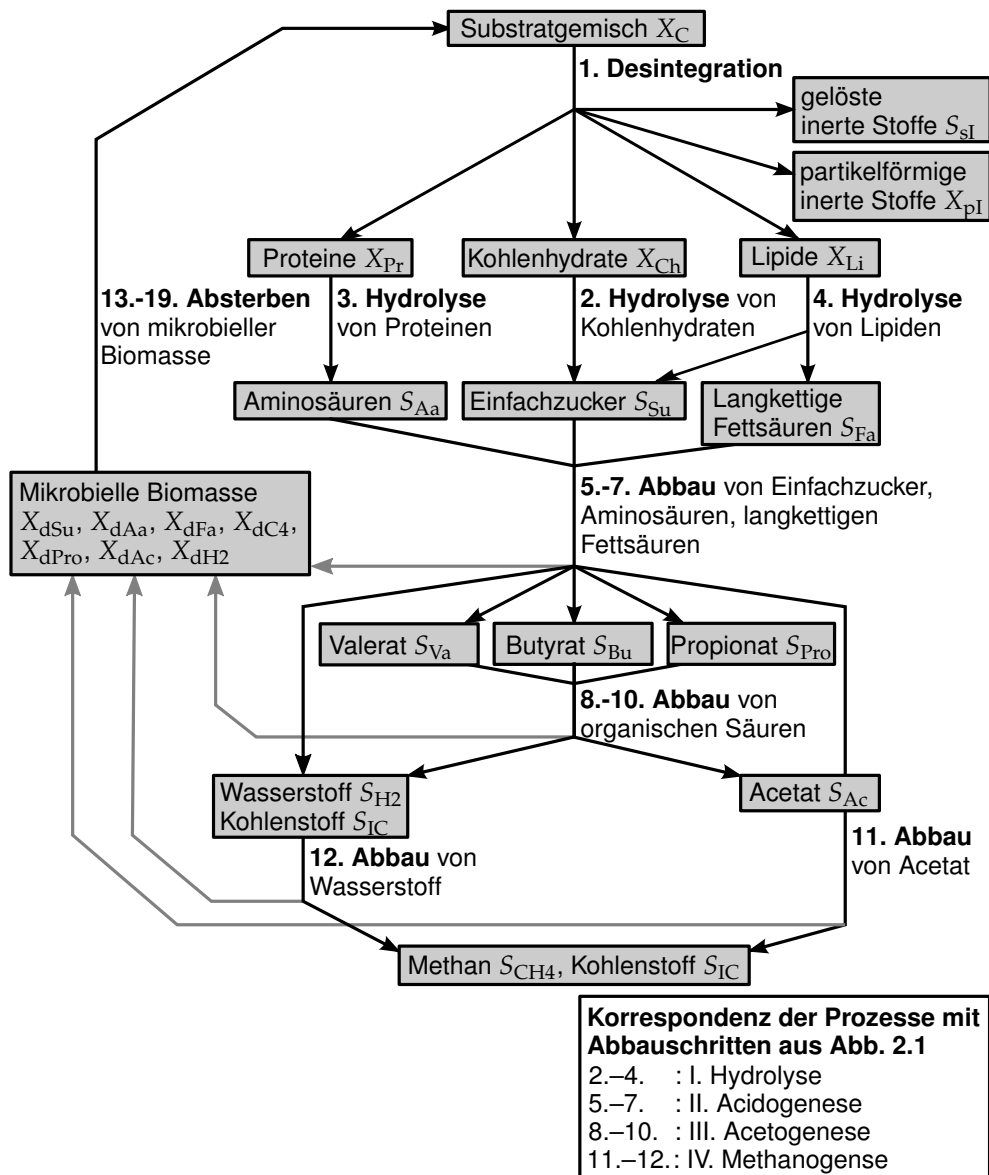 Substratgemisch X_C
1. Desintegration
gelöste
inerte Stoffe S_sI
partikelförmige
inerte Stoffe X_pI
Proteine X_Pr
Kohlenhydrate X_Ch
Lipide X_Li
13.-19. Absterben
von mikrobieller
Biomasse
3. Hydrolyse
von Proteinen
2. Hydrolyse von
Kohlenhydraten
4. Hydrolyse
von Lipiden
Aminosäuren S_Aa
Einfachzucker S_Su
Langkettige
Fettsäuren S_Fa
Mikrobielle Biomasse
X_dSu, X_dAa, X_dFa, X_dC4,
X_dPro, X_dAc, X_dH2
5.-7. Abbau von Einfachzucker,
Aminosäuren, langkettigen
Fettsäuren
Valerat S_Va
Butyrat S_Bu
Propionat S_Pro
8.-10. Abbau von
organischen Säuren
Wasserstoff S_H2
Kohlenstoff S_IC
Acetat S_Ac
12. Abbau von
Wasserstoff
11. Abbau
von Acetat
Methan S_CH4, Kohlenstoff S_IC
Korrespondenz der Prozesse mit
Abbauschritten aus Abb. 2.1
2.–4. : I. Hydrolyse
5.–7. : II. Acidogenese
8.–10. : III. Acetogenese
11.–12.: IV. Methanogense